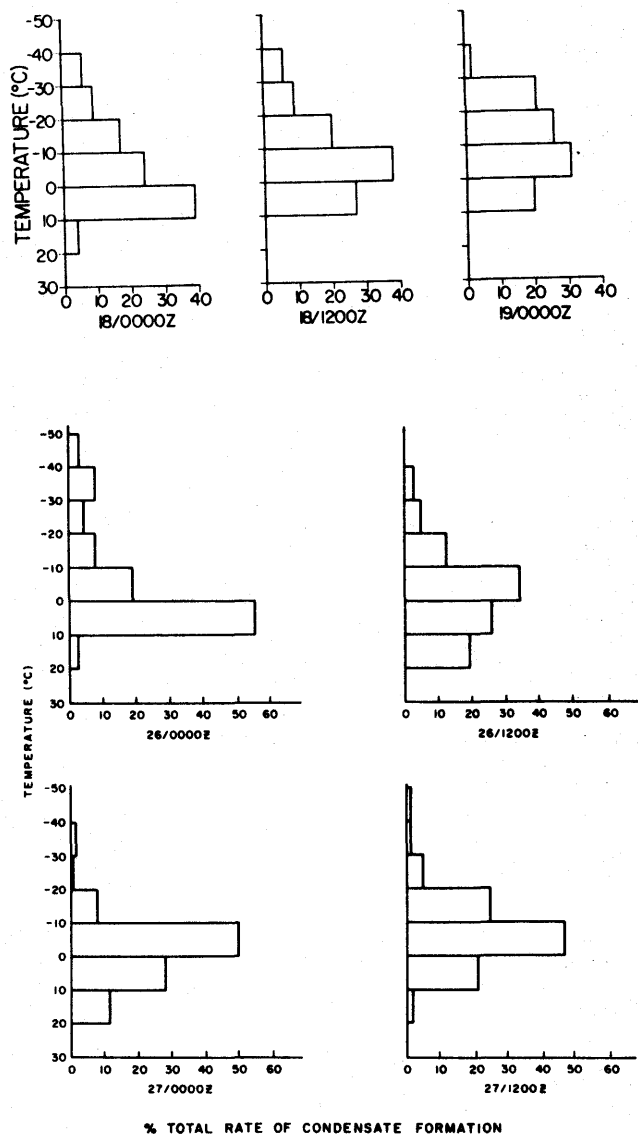 TEMPERATURE (°C)
-50
-40
-30
-20
-10
0
10
20
30
0 10 20 30 40
18/0000Z
0 10 20 30 40
18/1200Z
0 10 20 30 40
19/0000Z
TEMPERATURE (°C)
-50
-40
-30
-20
-10
0
10
20
30
0 10 20 30 40 50 60
26/0000Z
0 10 20 30 40 50 60
26/1200Z
-50
-40
-30
-20
-10
0
10
20
30
0 10 20 30 40 50 60
27/0000Z
0 10 20 30 40 50 60
27/1200Z
% TOTAL RATE OF CONDENSATE FORMATION